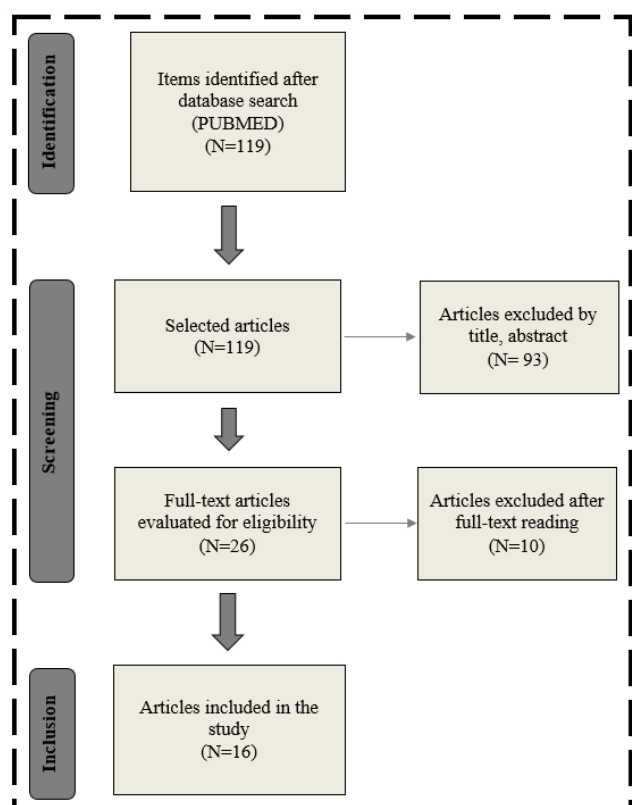 Identification
Items identified after
database search
(PUBMED)
(N=119)
Screening
Selected articles
(N=119)
Articles excluded by
title, abstract
(N= 93)
Full-text articles
evaluated for eligibility
(N=26)
Articles excluded after
full-text reading
(N=10)
Inclusion
Articles included in the
study
(N=16)